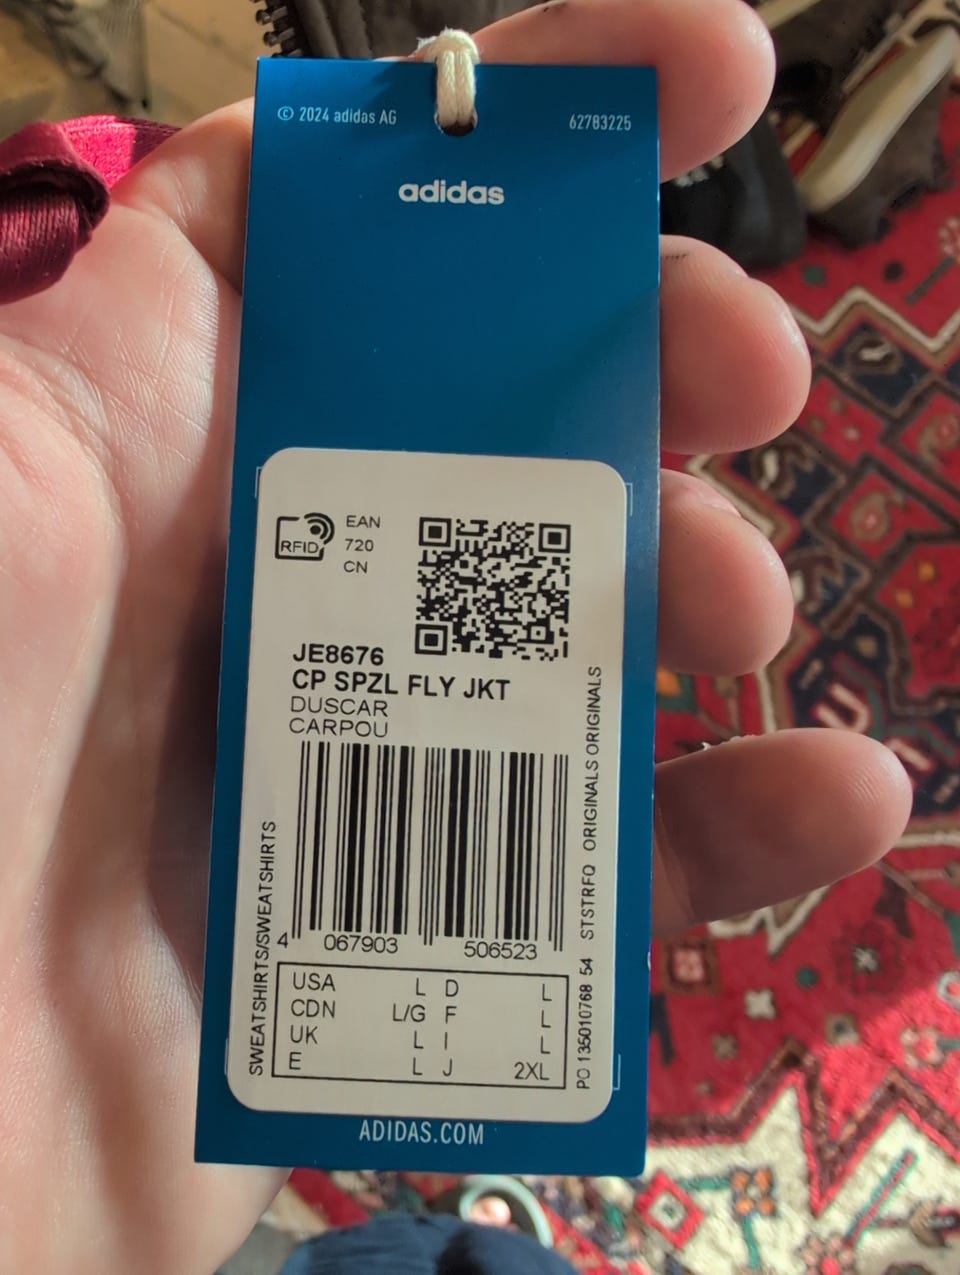 © 2024 adidas AG
62783225
adidas
RFID
EAN
720
CN
JE8676
CP SPZL FLY JKT
DUSCAR
CARPOU
SWEATSHIRTS/SWEATSHIRTS
PO 135010768 54 STSTRFQ ORIGINALS ORIGINALS
4 067903 506523
USA L D L
CDN L/G F L
UK L I L
E L J 2XL
ADIDAS.COM